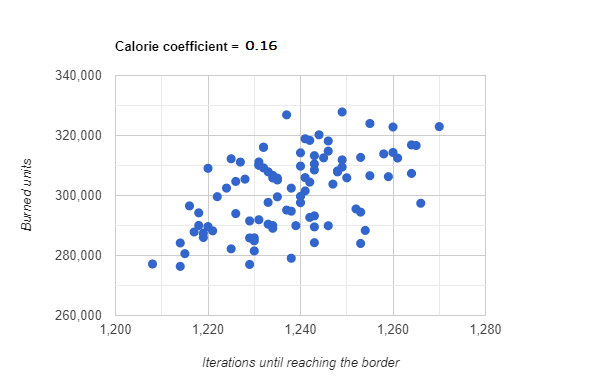 Calorie coefficient = 0.16
340,000
320,000
300,000
280,000
260,000
Burned units
1,200 1,220 1,240 1,260 1,280
Iterations until reaching the border